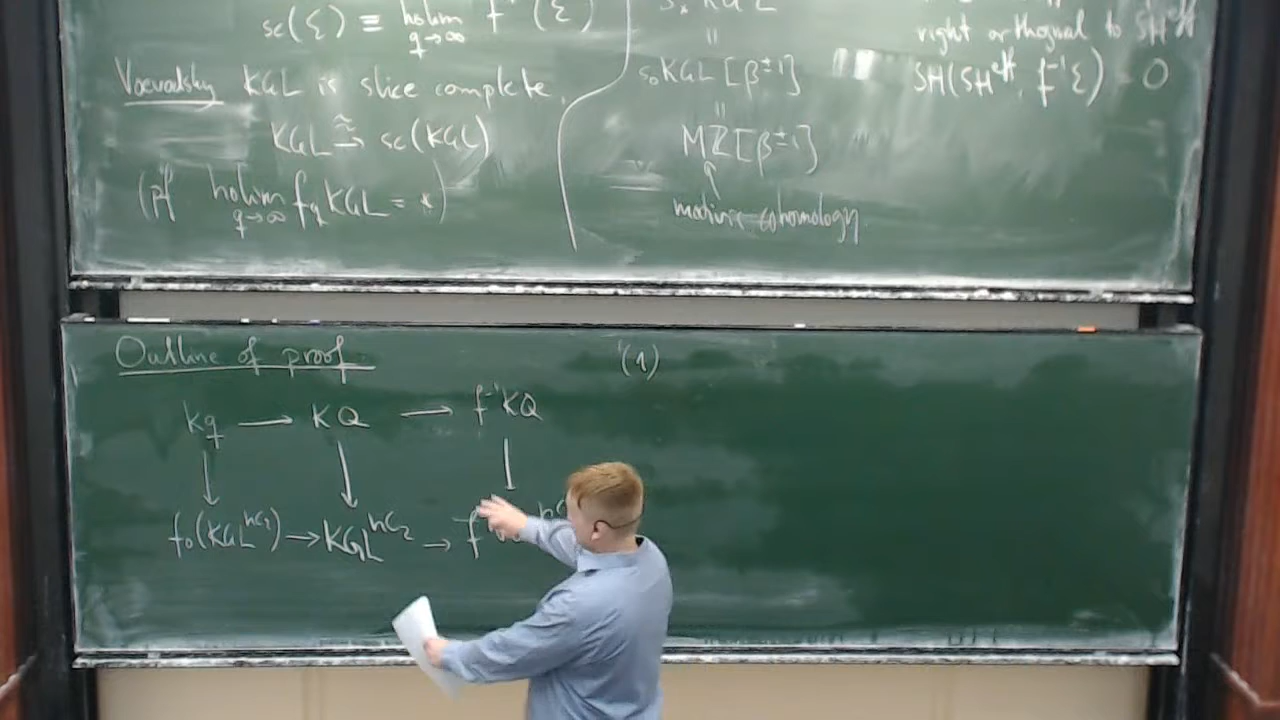 sc(Ɛ) ≡ holim f (Ɛ)
q→∞
Voevodsky KGL is slice complete,
KGL ≃→ sc(KGL)
(pf holim f_q KGL = *)
q→∞
s_* KGL
=
s_0 KGL [β^{±1}]
=
MZ[β^{±1}]
motivic cohomology
right orthogonal to SH^{eff}
SH(SH^{eff}, f^{-1}Ɛ) = 0
Outline of proof
(1)
kq → KQ → f^{-1}KQ
f_0(KGL^{hC_2}) → KGL^{hC_2} → f